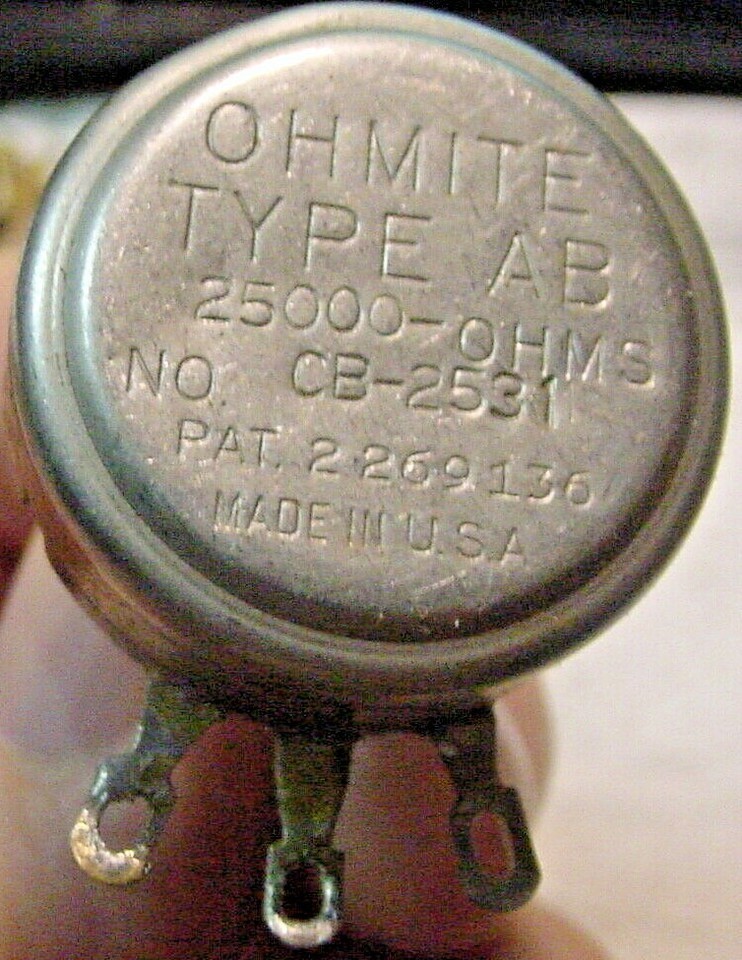 OHMITE
TYPE AB
25000-OHMS
NO. CB-2531
PAT. 2.269.136
MADE IN U.S.A